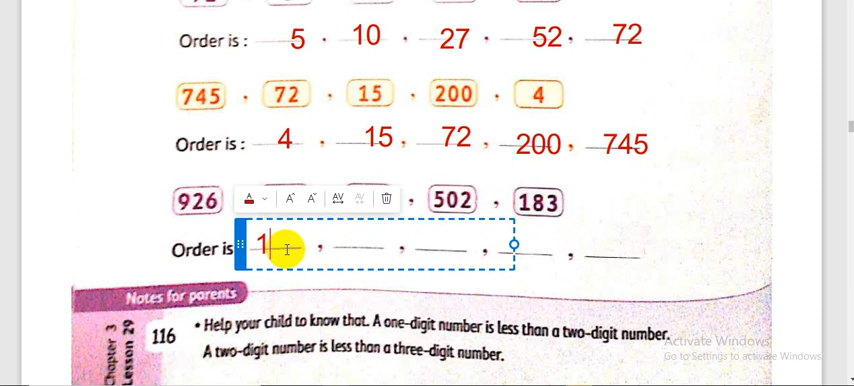 Order is : 5 , 10 , 27 , 52 , 72
745 , 72 , 15 , 200 , 4
Order is : 4 , 15 , 72 , 200 , 745
926 , 502 , 183
Order is 1 , , , ,
Notes for parents
116
• Help your child to know that. A one-digit number is less than a two-digit number.
A two-digit number is less than a three-digit number.
Chapter 3
Lesson 29
Activate Windows
Go to Settings to activate Windows